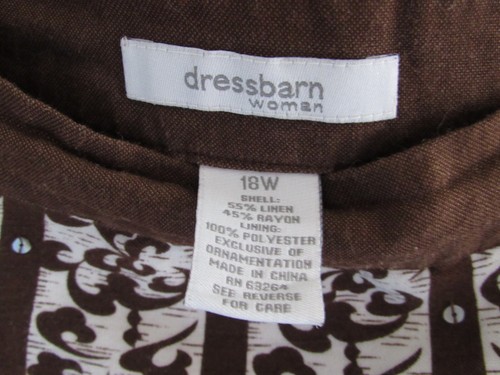 dressbarn
woman
18W
SHELL:
55% LINEN
45% RAYON
LINING:
100% POLYESTER
EXCLUSIVE OF
ORNAMENTATION
MADE IN CHINA
RN 63264
SEE REVERSE
FOR CARE